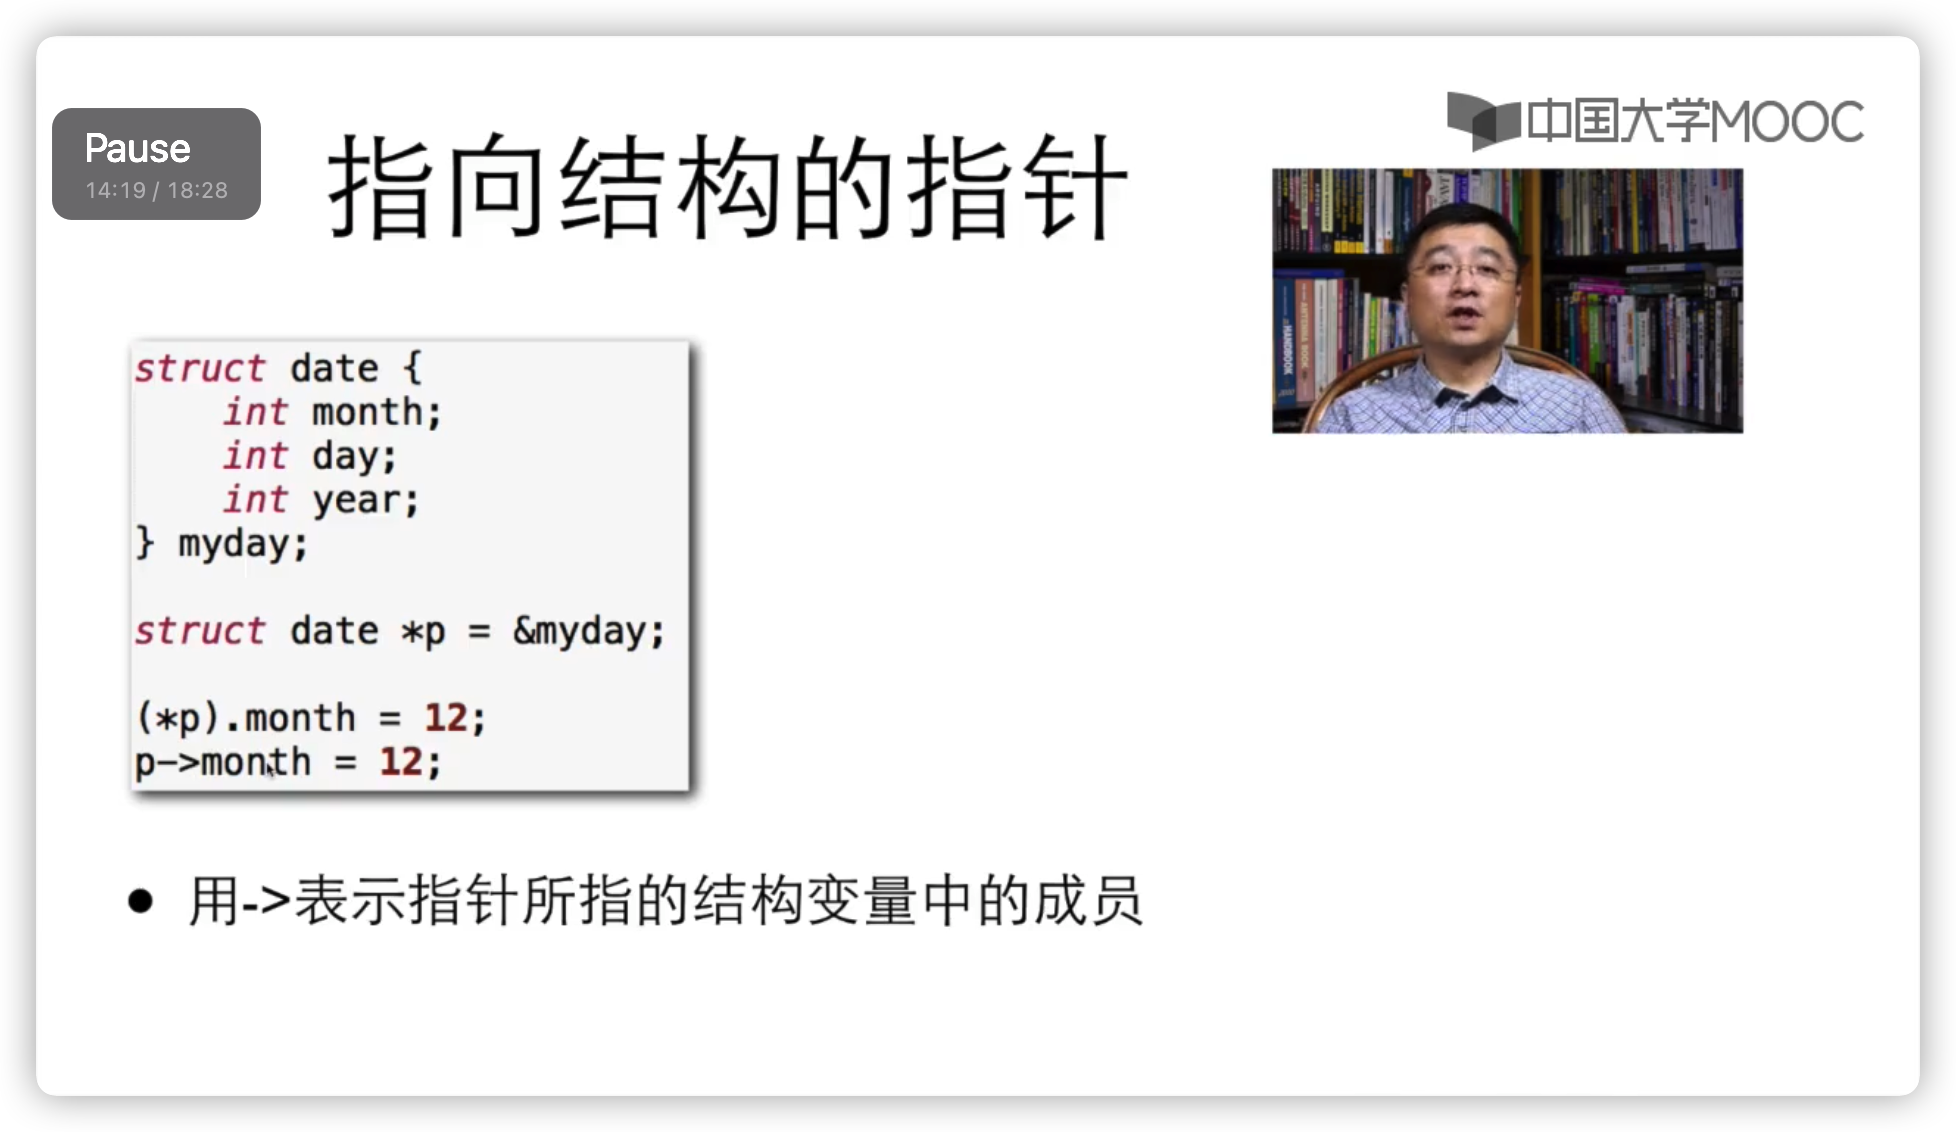 中国大学MOOC
Pause
14:19 / 18:28
指向结构的指针
struct date {
    int month;
    int day;
    int year;
} myday;
struct date *p = &myday;
(*p).month = 12;
p->month = 12;
● 用->表示指针所指的结构变量中的成员